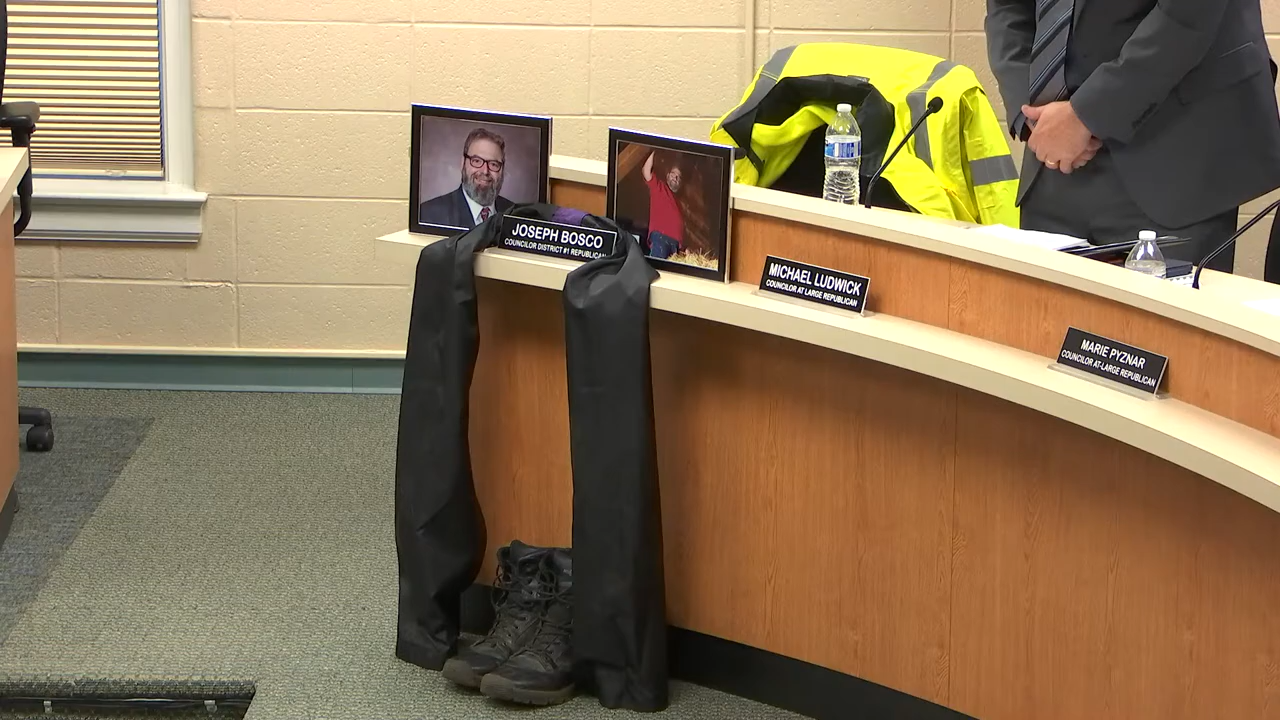 JOSEPH BOSCO
COUNCILOR DISTRICT #1 REPUBLICAN
MICHAEL LUDWICK
COUNCILOR AT LARGE REPUBLICAN
MARIE PYZNAR
COUNCILOR AT-LARGE REPUBLICAN